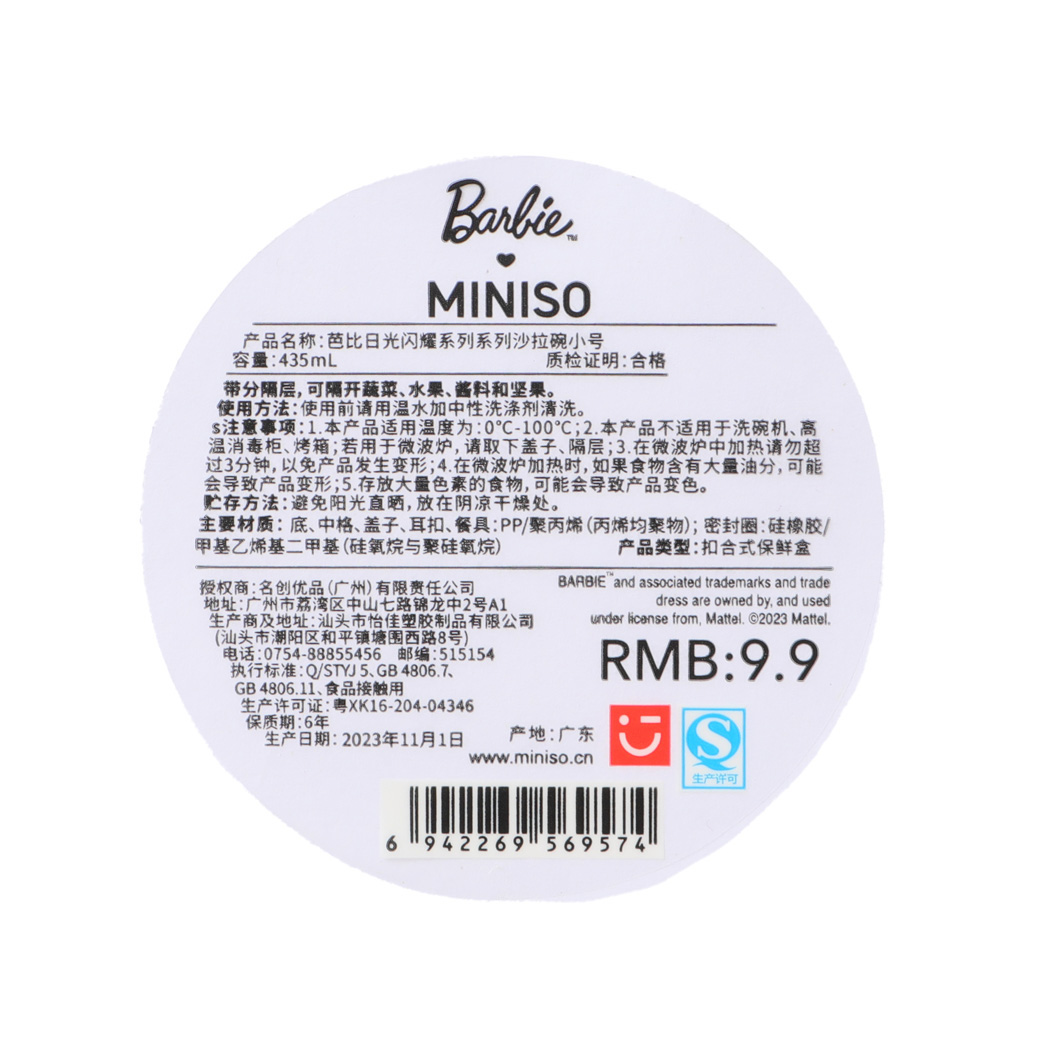 Barbie™
MINISO
产品名称:芭比日光闪耀系列系列沙拉碗小号
容量:435mL 质检证明:合格
带分隔层,可隔开蔬菜、水果、酱料和坚果。
使用方法:使用前请用温水加中性洗涤剂清洗。
s注意事项:1.本产品适用温度为:0°C-100°C;2.本产品不适用于洗碗机、高
温消毒柜、烤箱;若用于微波炉,请取下盖子、隔层;3.在微波炉中加热请勿超
过3分钟,以免产品发生变形;4.在微波炉加热时,如果食物含有大量油分,可能
会导致产品变形;5.存放大量色素的食物,可能会导致产品变色。
贮存方法:避免阳光直晒,放在阴凉干燥处。
主要材质:底、中格、盖子、耳扣、餐具:PP/聚丙烯(丙烯均聚物);密封圈:硅橡胶/
甲基乙烯基二甲基(硅氧烷与聚硅氧烷) 产品类型:扣合式保鲜盒
授权商:名创优品(广州)有限责任公司
地址:广州市荔湾区中山七路锦龙中2号A1
生产商及地址:汕头市怡佳塑胶制品有限公司
(汕头市潮阳区和平镇塘围西路8号)
电话:0754-88855456 邮编:515154
执行标准:Q/STYJ 5、GB 4806.7、
GB 4806.11、食品接触用
生产许可证:粤XK16-204-04346
保质期:6年
生产日期:2023年11月1日
BARBIE™and associated trademarks and trade
dress are owned by, and used
under license from, Mattel. ©2023 Mattel.
RMB:9.9
产地:广东
www.miniso.cn
生产许可
6 942269 569574